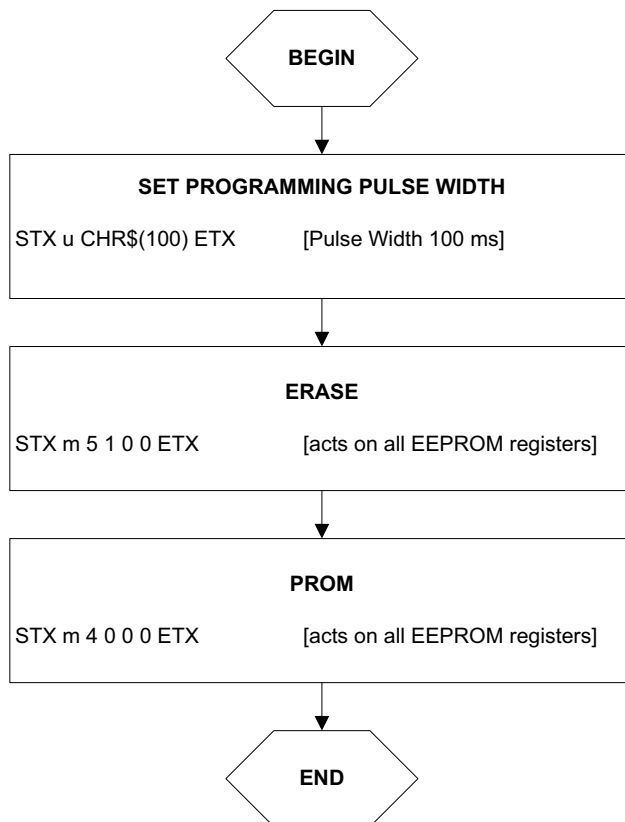 BEGIN
SET PROGRAMMING PULSE WIDTH
STX u CHR$(100) ETX [Pulse Width 100 ms]
ERASE
STX m 5 1 0 0 ETX [acts on all EEPROM registers]
PROM
STX m 4 0 0 0 ETX [acts on all EEPROM registers]
END